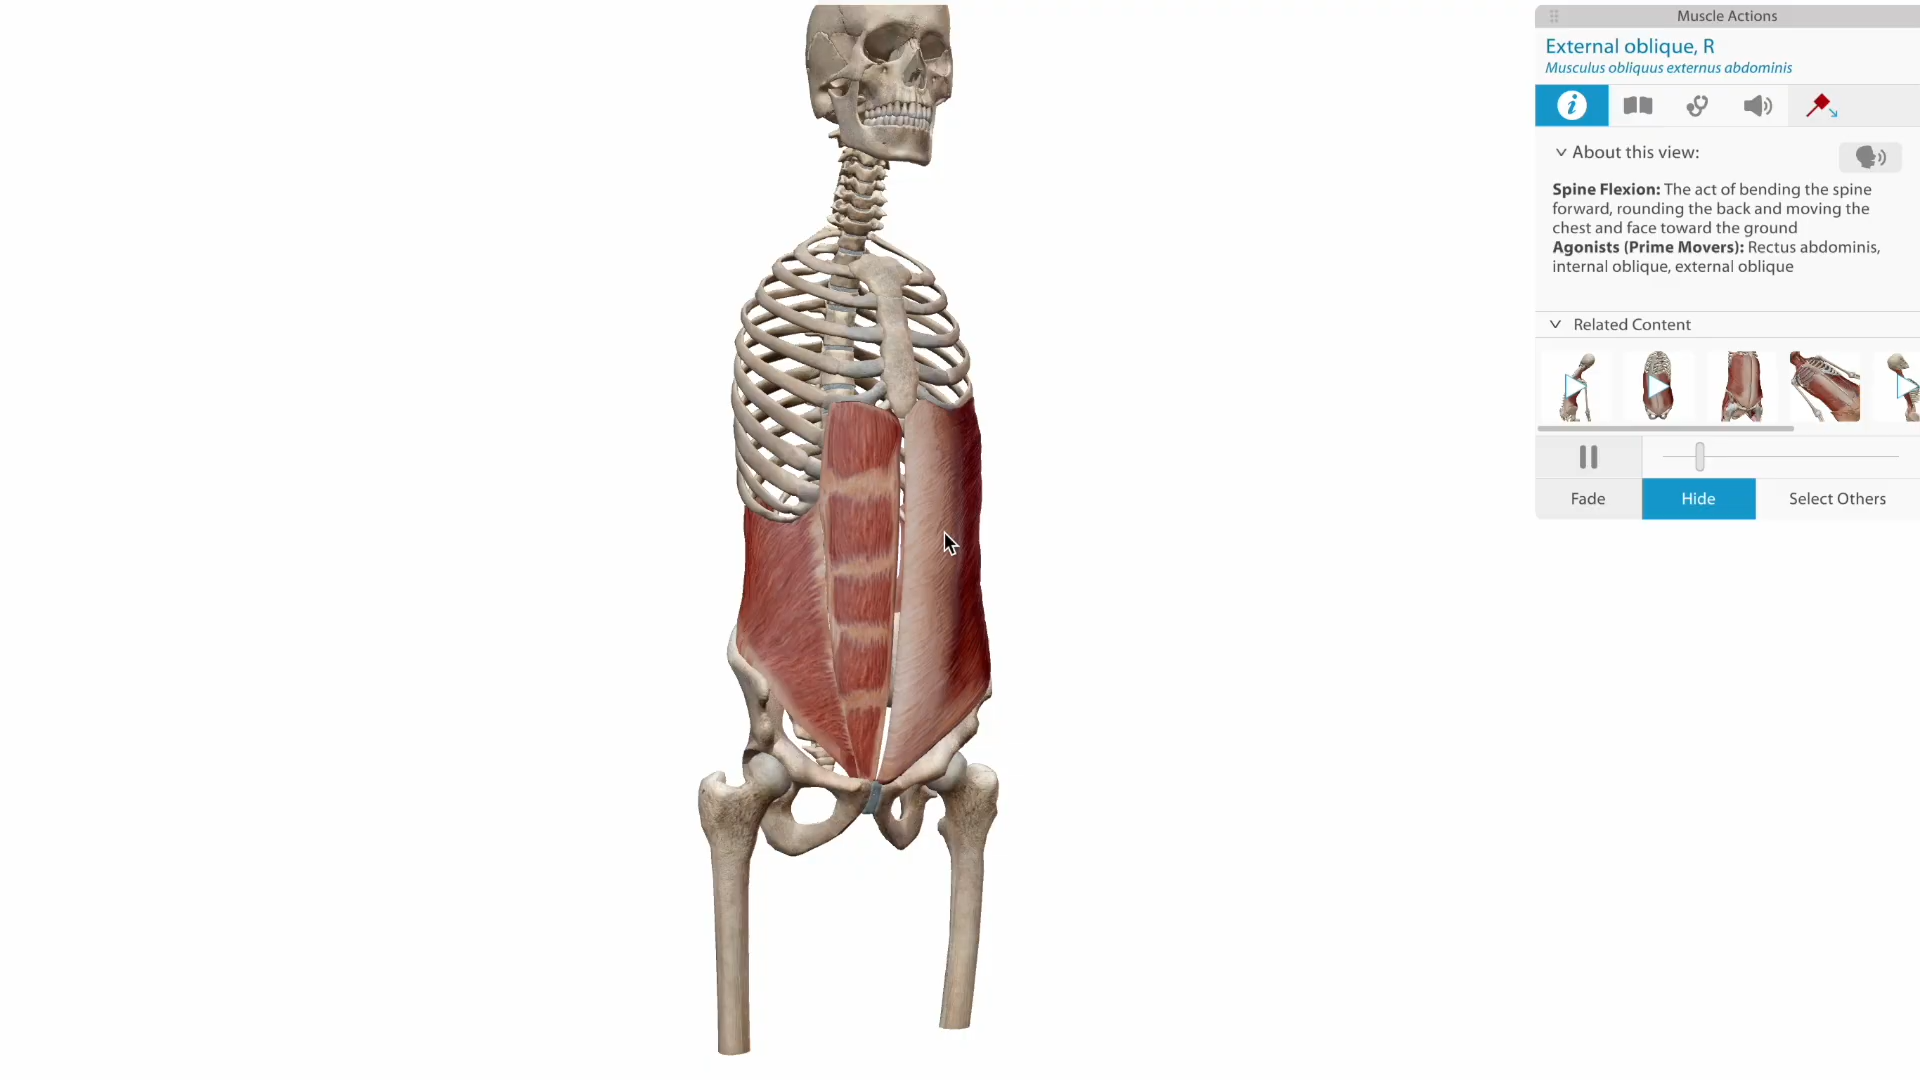 Muscle Actions
External oblique, R
Musculus obliquus externus abdominis
About this view:
Spine Flexion: The act of bending the spine
forward, rounding the back and moving the
chest and face toward the ground
Agonists (Prime Movers): Rectus abdominis,
internal oblique, external oblique
Related Content
Fade
Hide
Select Others